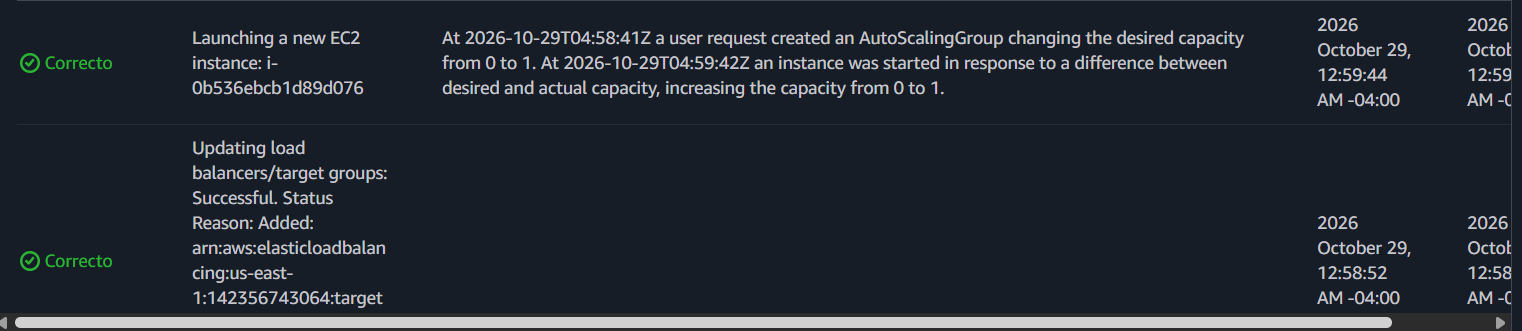 Correcto
Launching a new EC2
instance: i-
0b536ebcb1d89d076
At 2026-10-29T04:58:41Z a user request created an AutoScalingGroup changing the desired capacity
from 0 to 1. At 2026-10-29T04:59:42Z an instance was started in response to a difference between
desired and actual capacity, increasing the capacity from 0 to 1.
2026
October 29,
12:59:44
AM -04:00
2026
12:59
AM
Correcto
Updating load
balancers/target groups:
Successful. Status
Reason: Added:
arn:aws:elasticloadbalan
cing:us-east-
1:142356743064:target
2026
October 29,
12:58:52
AM -04:00
2026
12:58
AM